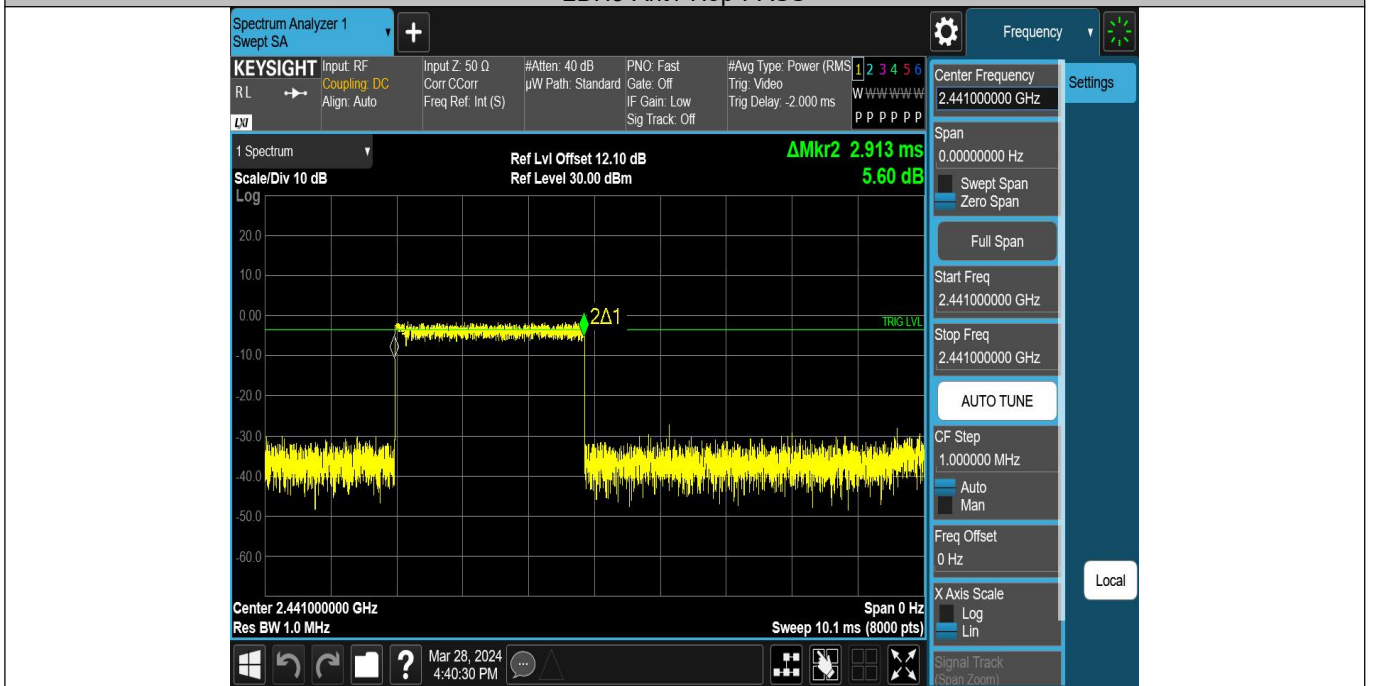 Spectrum Analyzer 1
Swept SA
Frequency
KEYSIGHT
RL
LXI
Input: RF
Coupling: DC
Align: Auto
Input Z: 50 Ω
Corr CCorr
Freq Ref: Int (S)
#Atten: 40 dB
µW Path: Standard
PNO: Fast
Gate: Off
IF Gain: Low
Sig Track: Off
#Avg Type: Power (RMS
Trig: Video
Trig Delay: -2.000 ms
1 2 3 4 5 6
W W W W W W
P P P P P P
1 Spectrum
Scale/Div 10 dB
Log
Ref Lvl Offset 12.10 dB
Ref Level 30.00 dBm
ΔMkr2 2.913 ms
5.60 dB
20.0
10.0
0.00
-10.0
-20.0
-30.0
-40.0
-50.0
-60.0
2Δ1
TRIG LVL
Center 2.441000000 GHz
Res BW 1.0 MHz
Span 0 Hz
Sweep 10.1 ms (8000 pts)
Mar 28, 2024
4:40:30 PM
Center Frequency
2.441000000 GHz
Settings
Span
0.00000000 Hz
Swept Span
Zero Span
Full Span
Start Freq
2.441000000 GHz
Stop Freq
2.441000000 GHz
AUTO TUNE
CF Step
1.000000 MHz
Auto
Man
Freq Offset
0 Hz
Local
X Axis Scale
Log
Lin
Signal Track
(Span Zoom)